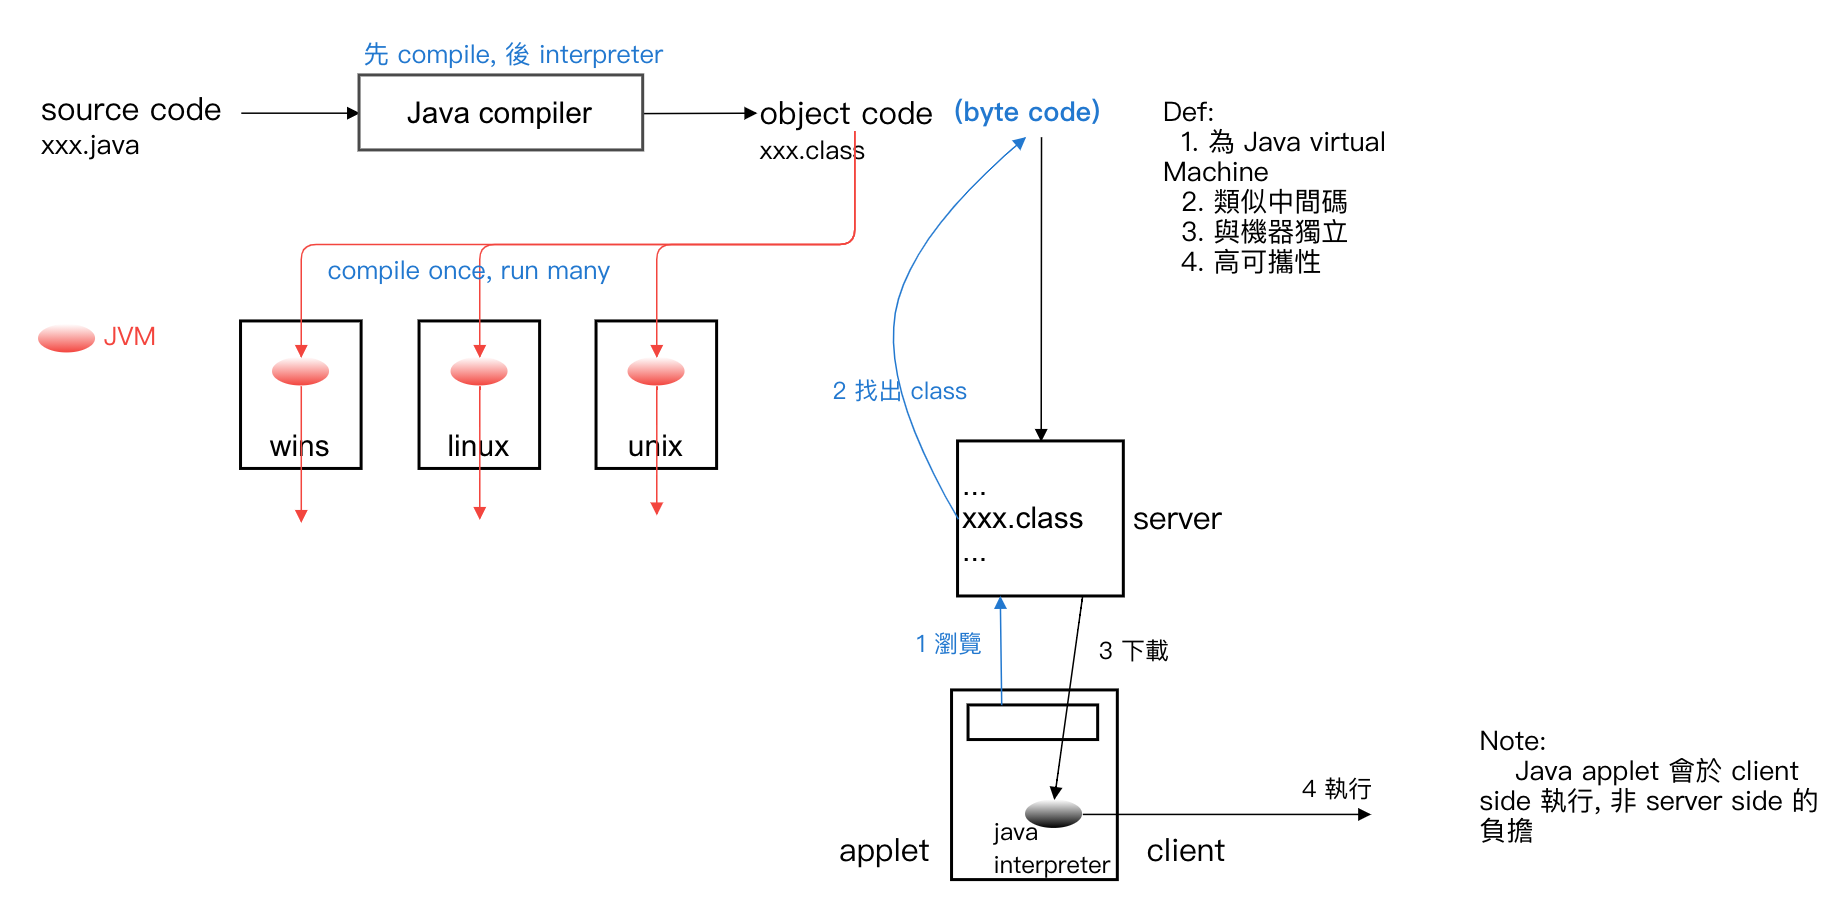 先 compile, 後 interpreter
source code
xxx.java
Java compiler
object code
xxx.class
(byte code)
Def:
1. 為 Java virtual
Machine
2. 類似中間碼
3. 與機器獨立
4. 高可攜性
compile once, run many
JVM
wins
linux
unix
2 找出 class
...
xxx.class
...
server
1 瀏覽
3 下載
java
interpreter
applet
client
4 執行
Note:
Java applet 會於 client
side 執行, 非 server side 的
負擔